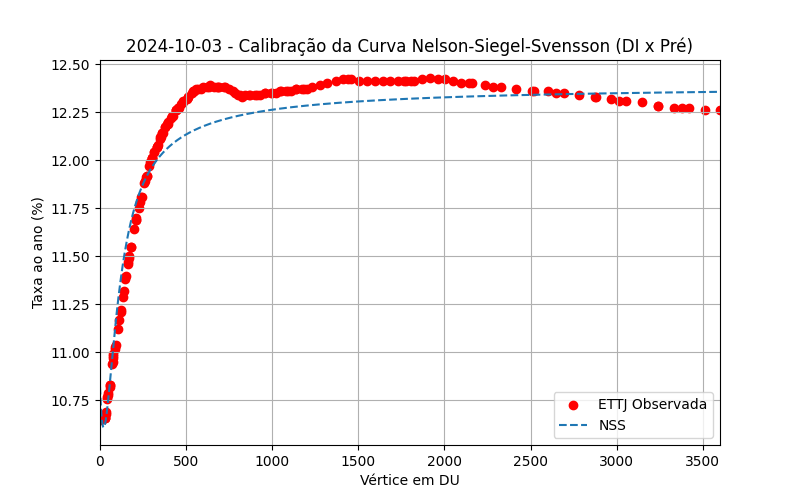 2024-10-03 - Calibração da Curva Nelson-Siegel-Svensson (DI x Pré)
Taxa ao ano (%)
12.50
12.25
12.00
11.75
11.50
11.25
11.00
10.75
0 500 1000 1500 2000 2500 3000 3500
Vértice em DU
ETTJ Observada
NSS